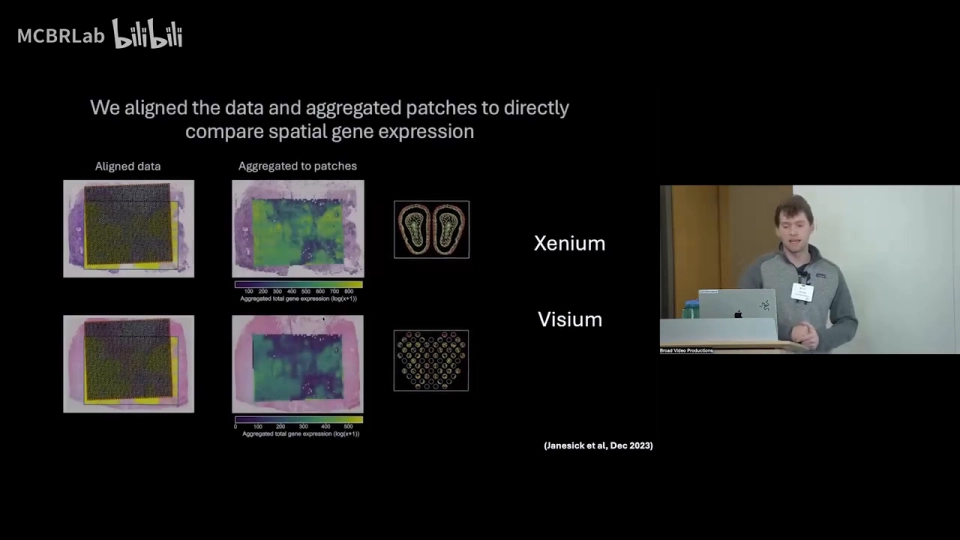 MCBRLab bilibili
We aligned the data and aggregated patches to directly
compare spatial gene expression
Aligned data
Aggregated to patches
Xenium
100 200 300 400 500 600 700 800
Aggregated total gene expression (log(x+1))
Visium
0 100 200 300 400 500
Aggregated total gene expression (log(x+1))
Broad Video Productions
(Janesick et al, Dec 2023)